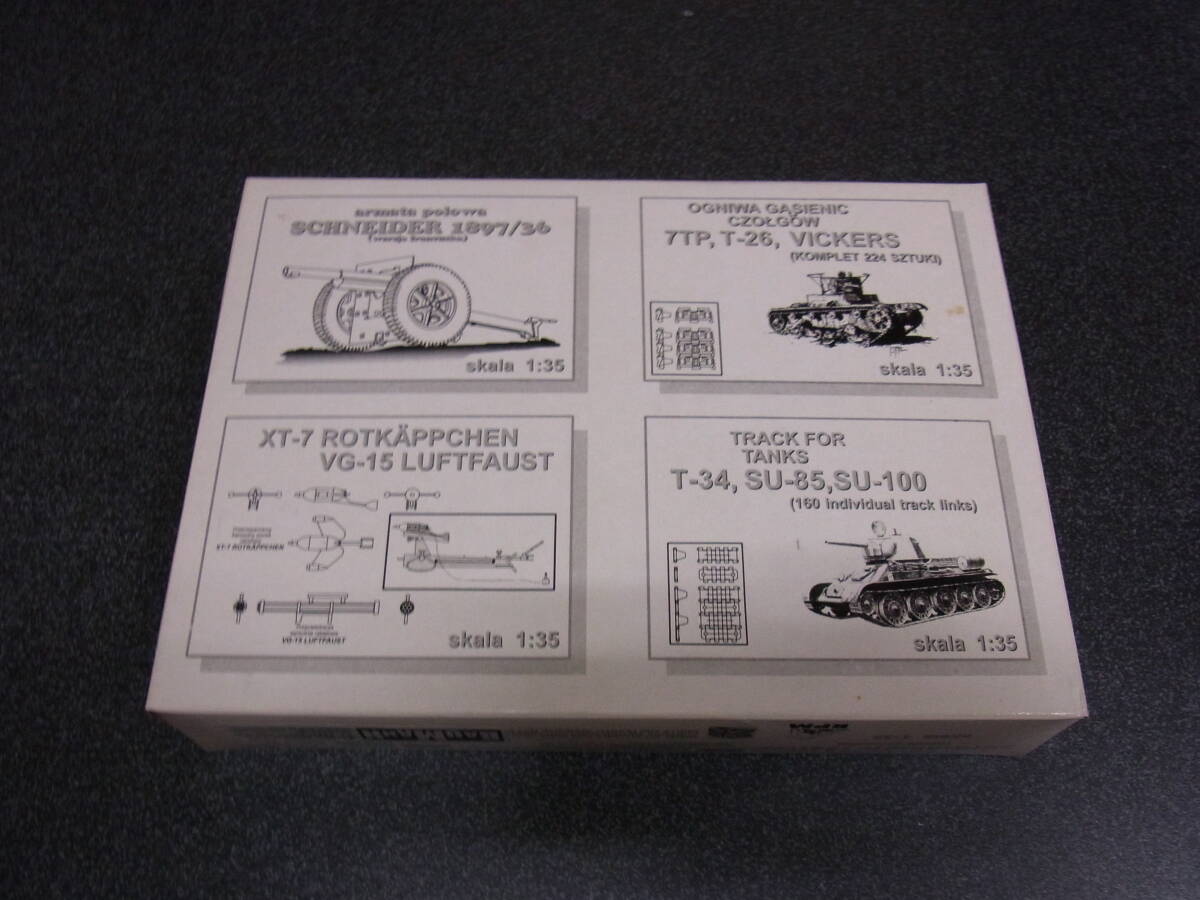 armata polowa
SCHNEIDER 1897/36
skala 1:35
OGNIWA GĄSIENIC
CZOŁGÓW
7TP, T-26, VICKERS
(KOMPLET 224 SZTUKI)
skala 1:35
XT-7 ROTKÄPPCHEN
VG-15 LUFTFAUST
XT-7 ROTKÄPPCHEN
VG-15 LUFTFAUST
skala 1:35
TRACK FOR
TANKS
T-34, SU-85,SU-100
(160 individual track links)
skala 1:35
RPM